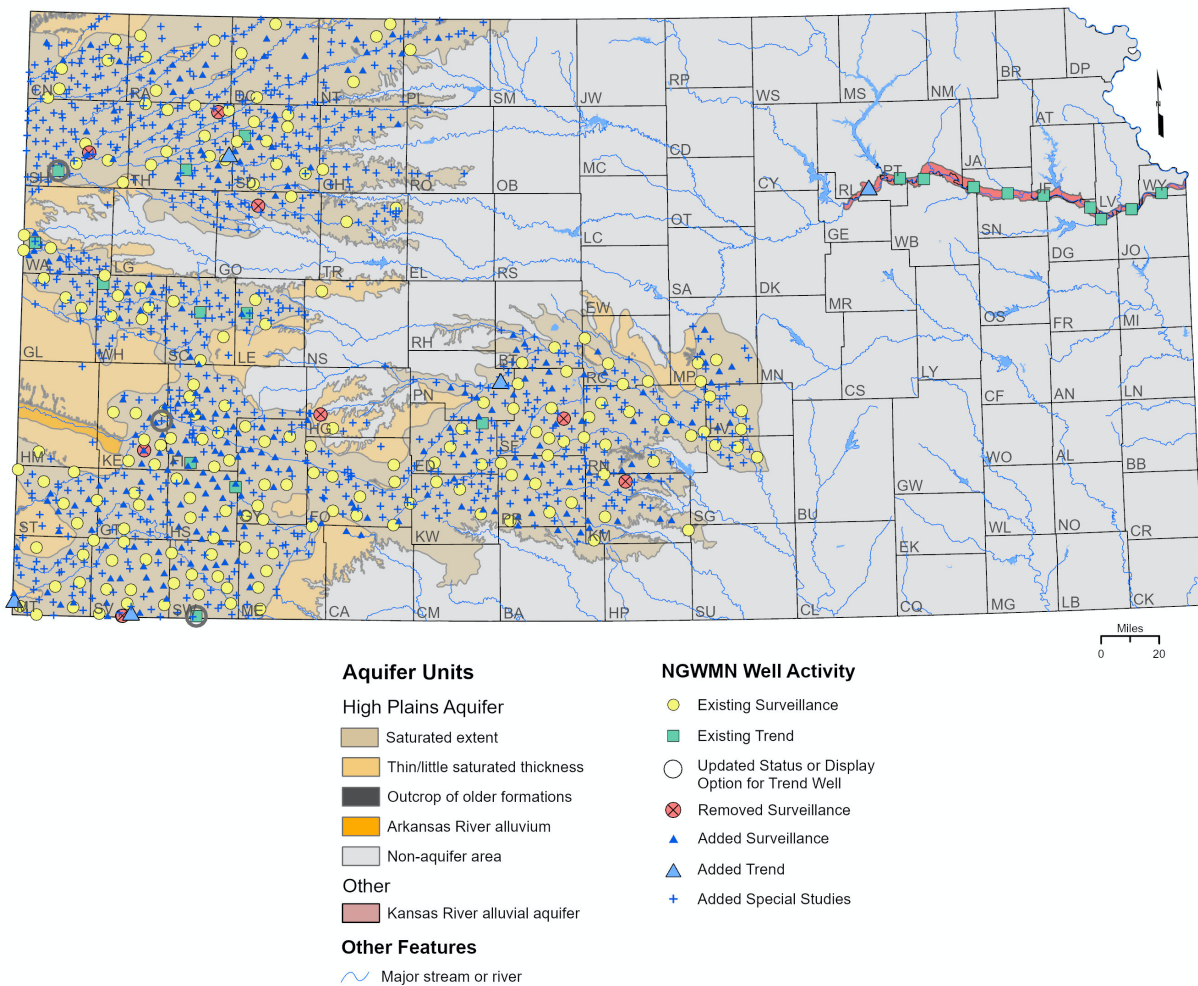 BR
DP
RP
CN
RA
DC
NT
PL
SM
JW
WS
MS
NM
AT
N
CD
MC
CY
RL
PT
JA
JF
LV
WY
SH
TH
SD
GH
RO
OB
OT
LC
GE
WB
SN
DG
JO
WA
LG
GO
TR
EL
RS
SA
DK
MR
OS
FR
MI
EW
RH
GL
WH
SC
LE
NS
BT
RC
MP
MN
CS
LY
CF
AN
LN
PN
HG
HV
HM
KE
FI
ED
SE
RN
WO
AL
BB
GW
ST
GT
HS
GY
FO
PR
KW
KM
SG
BU
EK
WL
NO
CR
MT
SV
SW
ME
CA
CM
BA
HP
SU
CL
CQ
MG
LB
CK
Miles
0 20
Aquifer Units
High Plains Aquifer
Saturated extent
Thin/little saturated thickness
Outcrop of older formations
Arkansas River alluvium
Non-aquifer area
Other
Kansas River alluvial aquifer
Other Features
Major stream or river
NGWMN Well Activity
Existing Surveillance
Existing Trend
Updated Status or Display
Option for Trend Well
Removed Surveillance
Added Surveillance
Added Trend
Added Special Studies